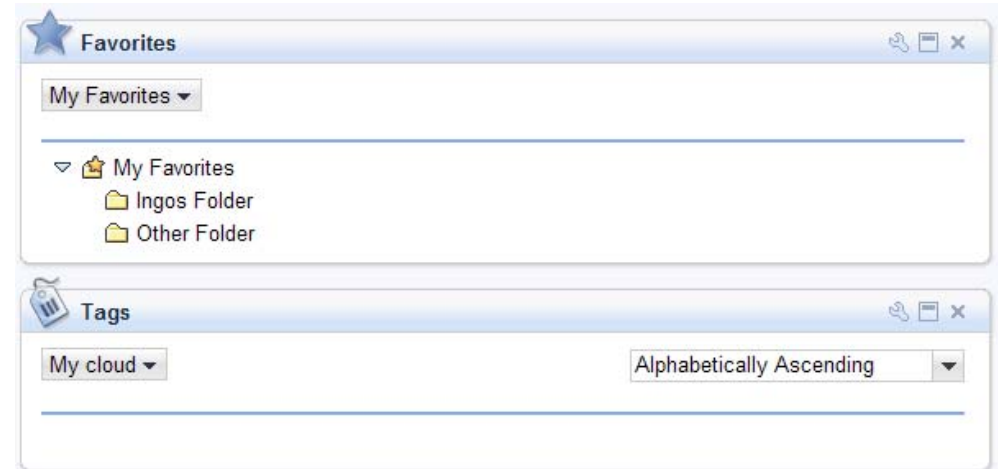 Favorites
My Favorites
My Favorites
Ingos Folder
Other Folder
Tags
My cloud Alphabetically Ascending